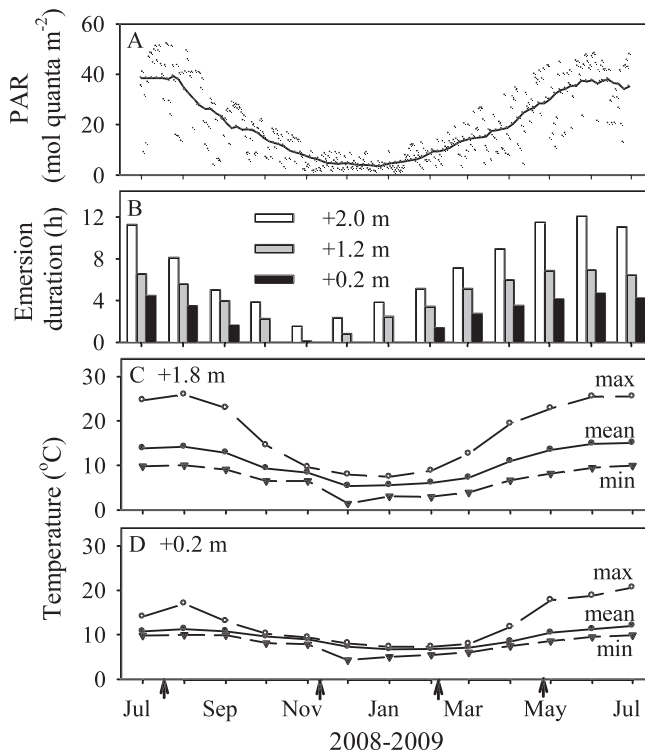 A
PAR
(mol quanta m-2)
60
40
20
0
B
Emersion
duration (h)
12
8
4
0
+2.0 m
+1.2 m
+0.2 m
C +1.8 m
30
20
10
0
max
mean
min
Temperature (°C)
D +0.2 m
30
20
10
0
max
mean
min
Jul Sep Nov Jan Mar May Jul
2008-2009